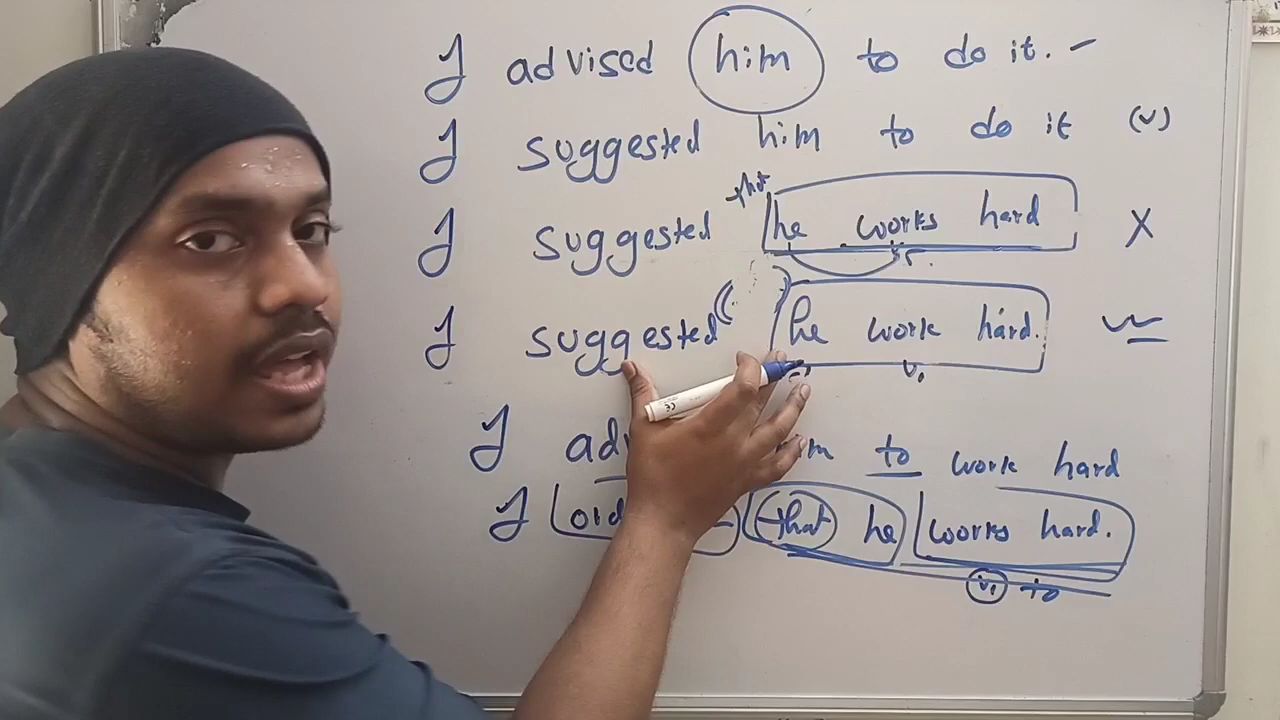 I advised him to do it. -
I suggested him to do it (v)
that
I suggested he works hard X
I suggested ( ) he work hard.
v.
I adv m to work hard
I that he works hard.
v. to